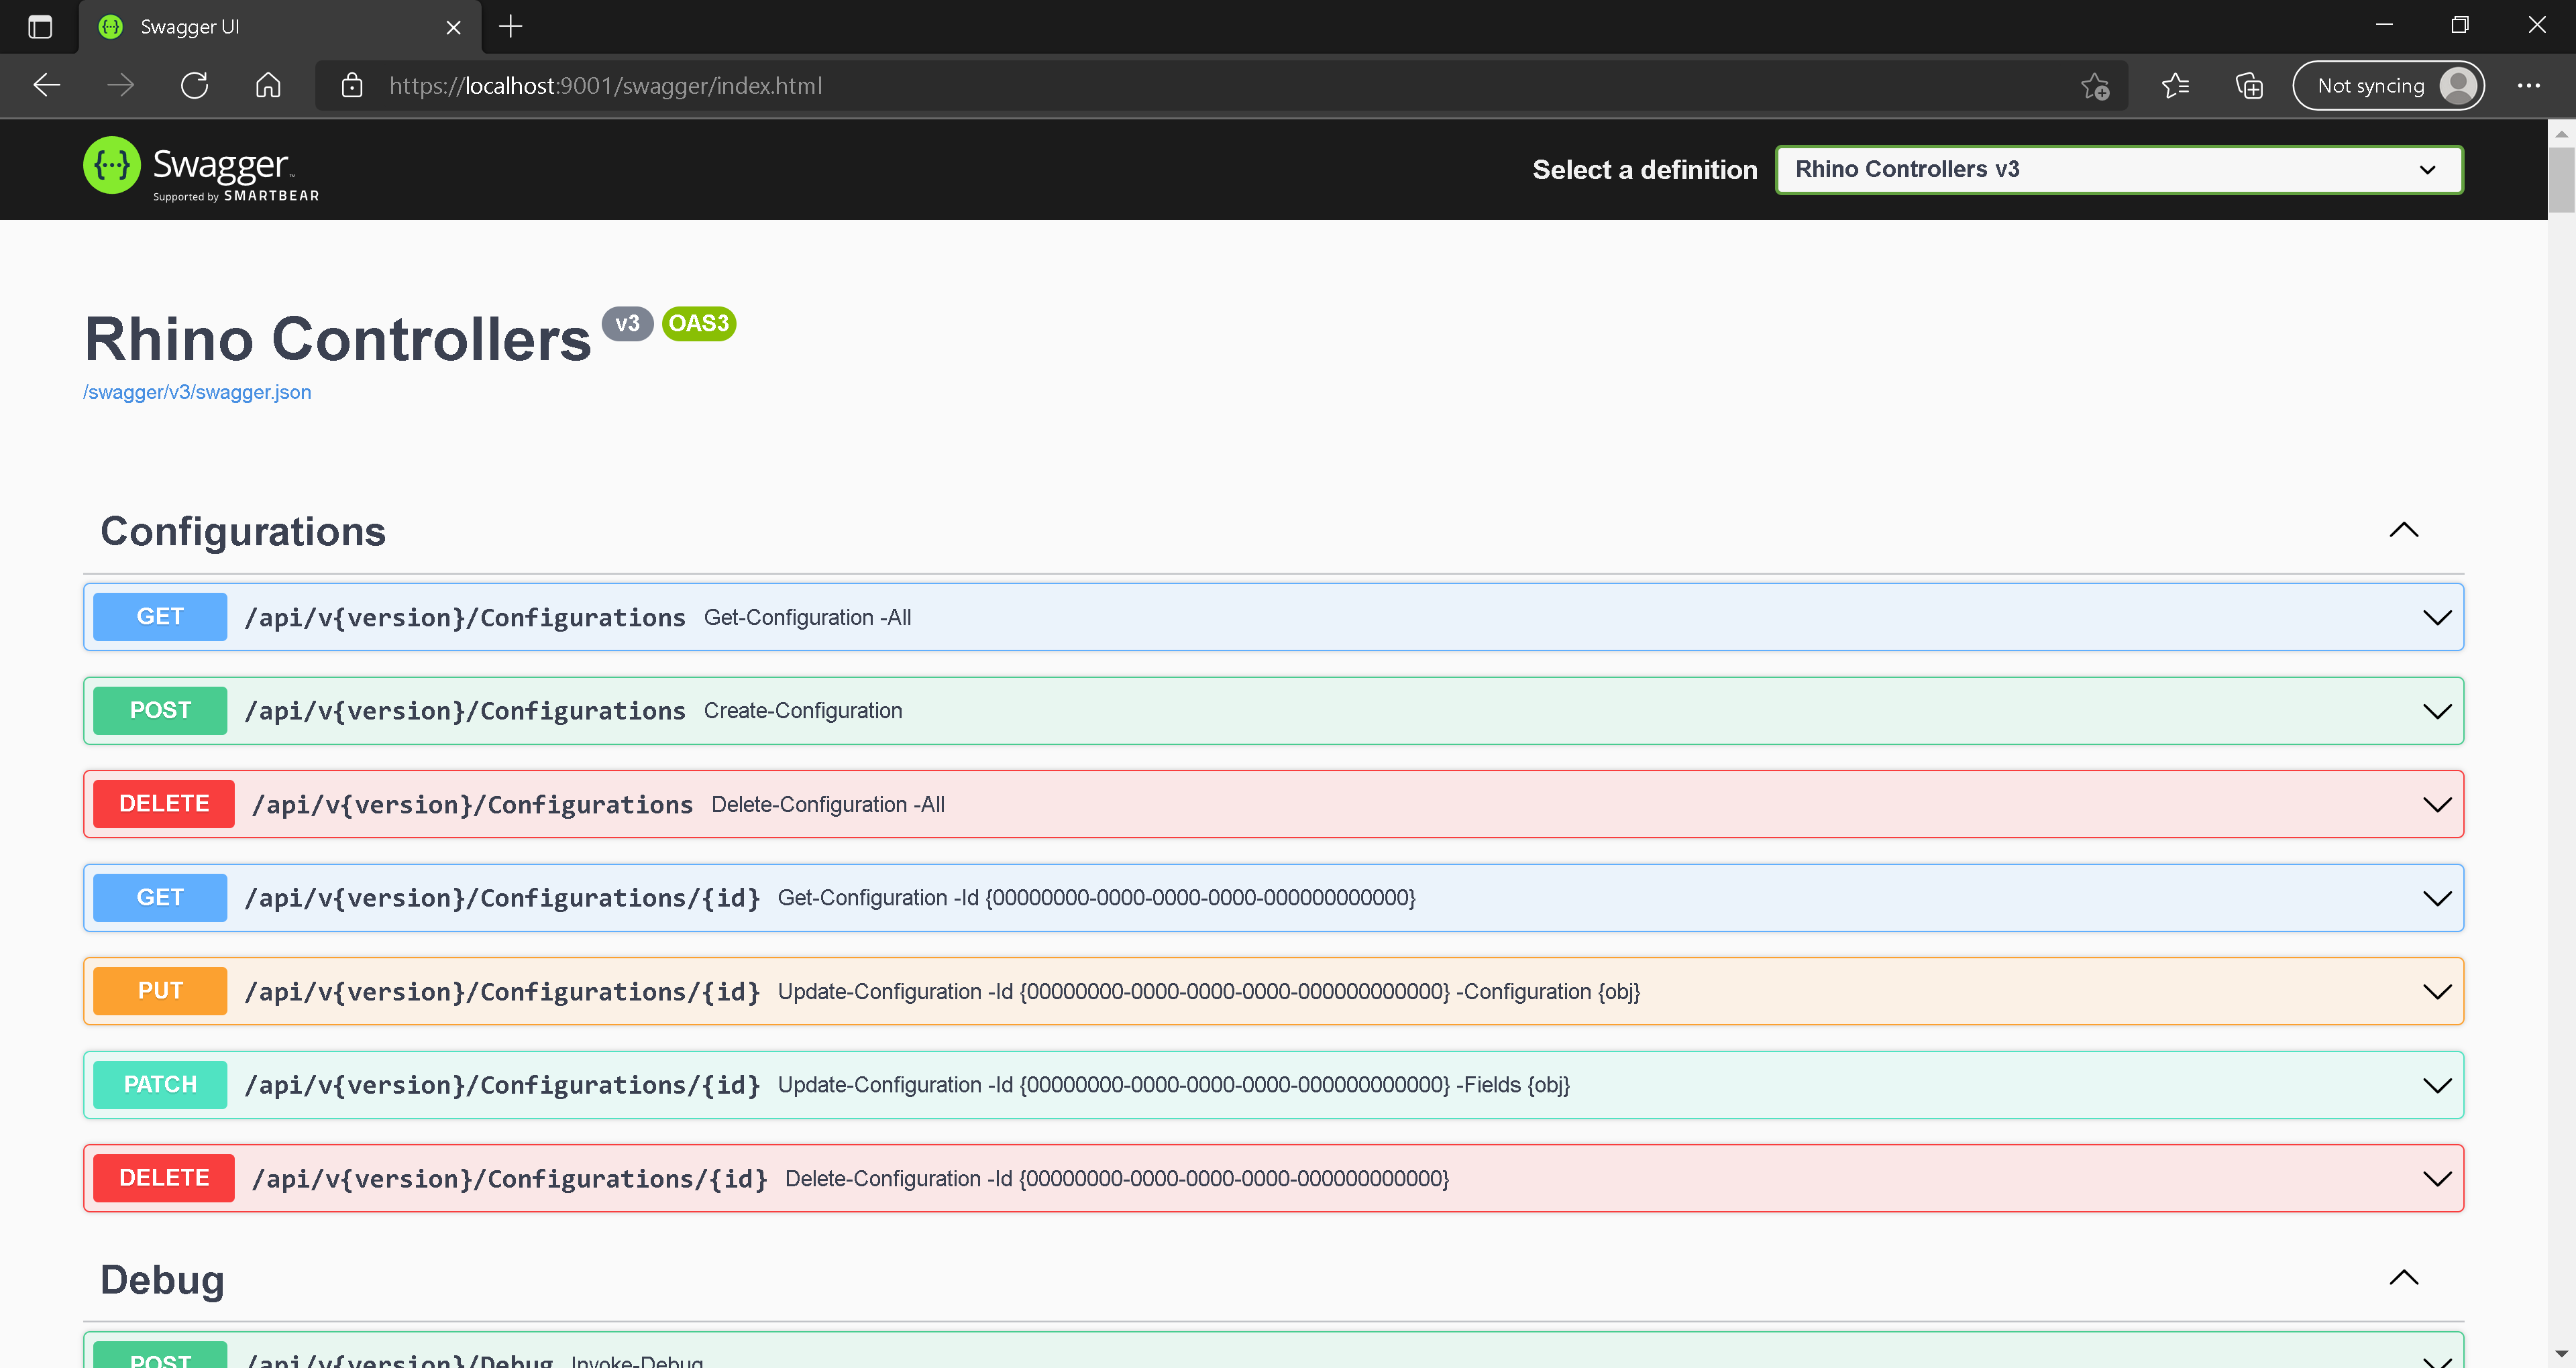 Swagger UI
https://localhost:9001/swagger/index.html
Not syncing
Swagger™
Supported by SMARTBEAR
Select a definition
Rhino Controllers v3
Rhino Controllers v3 OAS3
/swagger/v3/swagger.json
Configurations
GET /api/v{version}/Configurations Get-Configuration -All
POST /api/v{version}/Configurations Create-Configuration
DELETE /api/v{version}/Configurations Delete-Configuration -All
GET /api/v{version}/Configurations/{id} Get-Configuration -Id {00000000-0000-0000-0000-000000000000}
PUT /api/v{version}/Configurations/{id} Update-Configuration -Id {00000000-0000-0000-0000-000000000000} -Configuration {obj}
PATCH /api/v{version}/Configurations/{id} Update-Configuration -Id {00000000-0000-0000-0000-000000000000} -Fields {obj}
DELETE /api/v{version}/Configurations/{id} Delete-Configuration -Id {00000000-0000-0000-0000-000000000000}
Debug
POST /api/v{version}/Debug Invoke-Debug